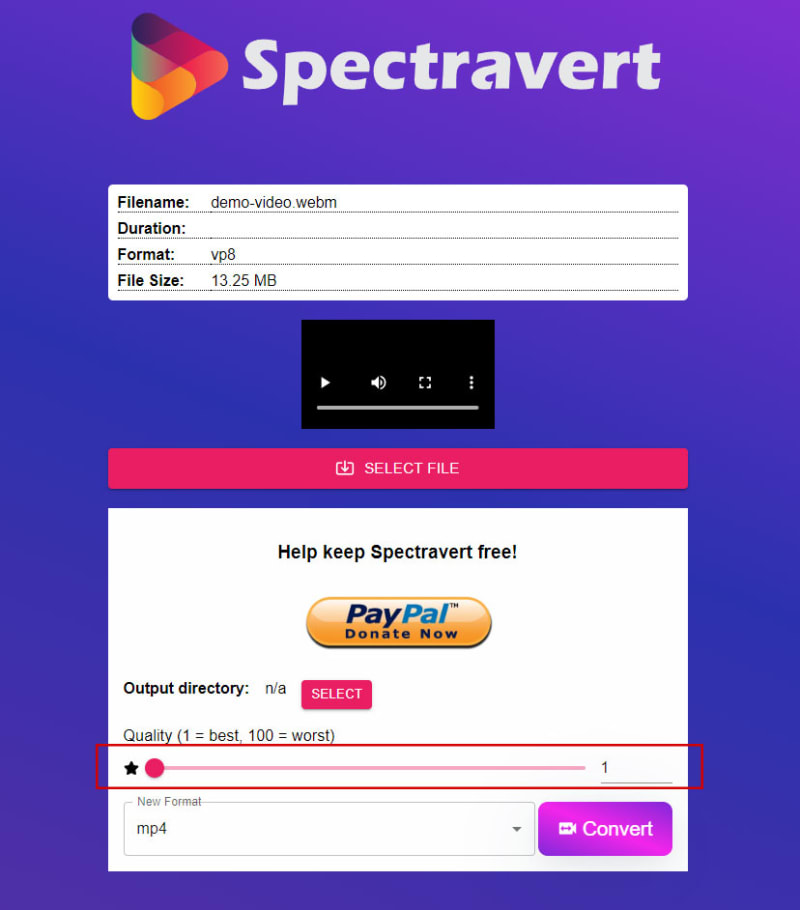 Spectravert
Filename: demo-video.webm
Duration:
Format: vp8
File Size: 13.25 MB
SELECT FILE
Help keep Spectravert free!
PayPal™
Donate Now
Output directory: n/a SELECT
Quality (1 = best, 100 = worst)
1
New Format
mp4
Convert